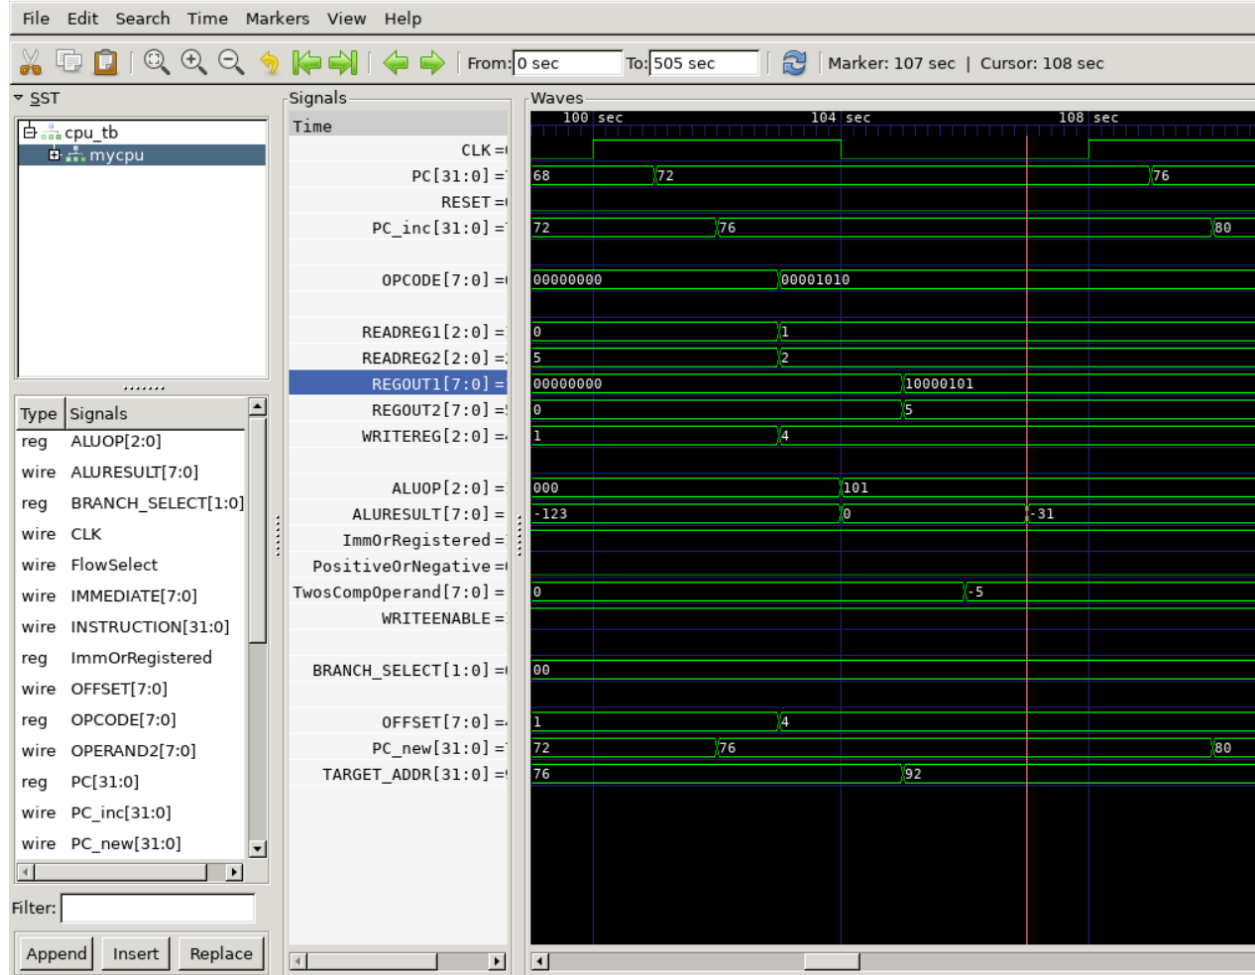 File Edit Search Time Markers View Help
From: 0 sec To: 505 sec Marker: 107 sec | Cursor: 108 sec
SST
cpu_tb
mycpu
Type Signals
reg ALUOP[2:0]
wire ALURESULT[7:0]
reg BRANCH_SELECT[1:0]
wire CLK
wire FlowSelect
wire IMMEDIATE[7:0]
wire INSTRUCTION[31:0]
reg ImmOrRegistered
wire OFFSET[7:0]
reg OPCODE[7:0]
wire OPERAND2[7:0]
reg PC[31:0]
wire PC_inc[31:0]
wire PC_new[31:0]
Filter:
Append Insert Replace
Signals
Time
CLK =
PC[31:0] =
RESET =
PC_inc[31:0] =
OPCODE[7:0] =
READREG1[2:0] =
READREG2[2:0] =
REGOUT1[7:0] =
REGOUT2[7:0] =
WRITEREG[2:0] =
ALUOP[2:0] =
ALURESULT[7:0] =
ImmOrRegistered =
PositiveOrNegative =
TwosCompOperand[7:0] =
WRITEENABLE =
BRANCH_SELECT[1:0] =
OFFSET[7:0] =
PC_new[31:0] =
TARGET_ADDR[31:0] =
Waves
100 sec 104 sec 108 sec
68 72 76
72 76 80
00000000 00001010
0 1
5 2
00000000 10000101
0 5
1 4
000 101
-123 0 -31
0 -5
00
1 4
72 76 80
76 92